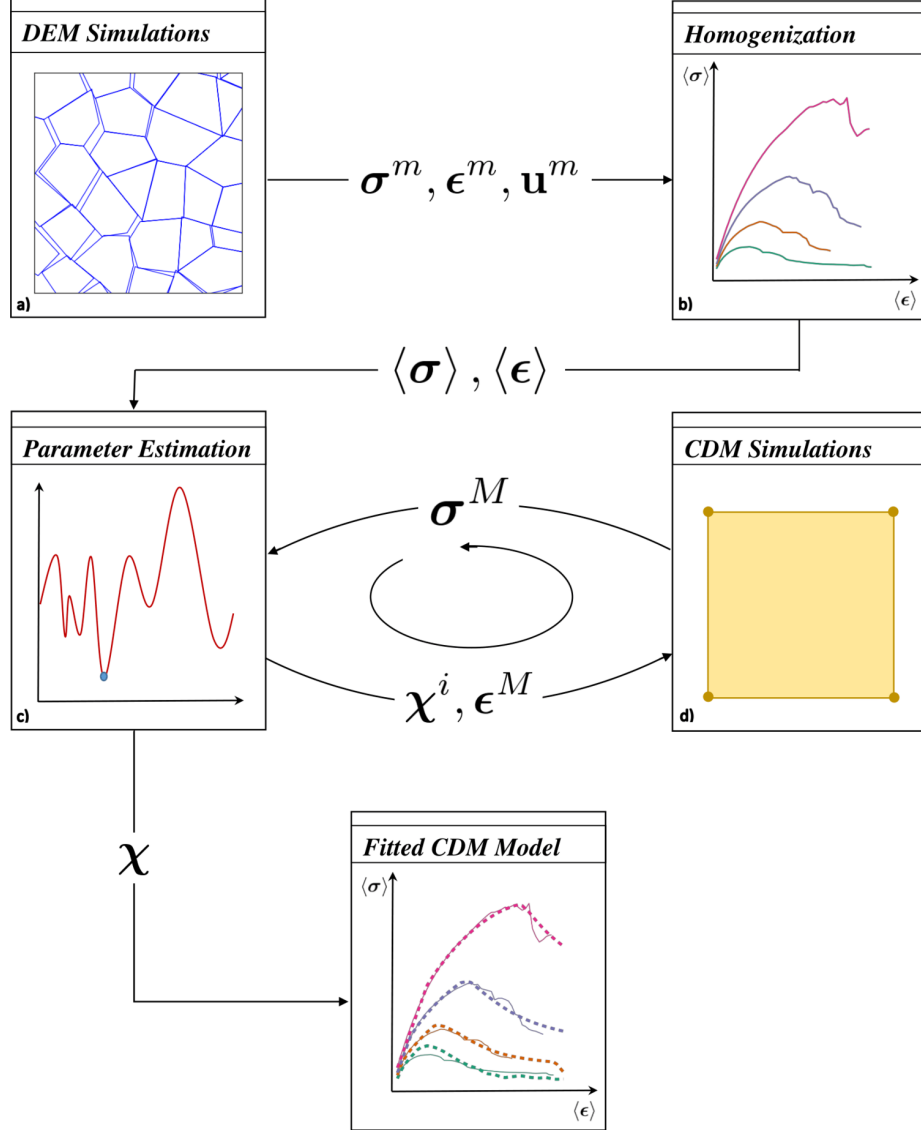 DEM Simulations
a)
σ^m, ϵ^m, u^m
Homogenization
⟨σ⟩
⟨ϵ⟩
b)
⟨σ⟩ , ⟨ϵ⟩
Parameter Estimation
c)
σ^M
χ^i, ϵ^M
CDM Simulations
d)
χ
Fitted CDM Model
⟨σ⟩
⟨ϵ⟩